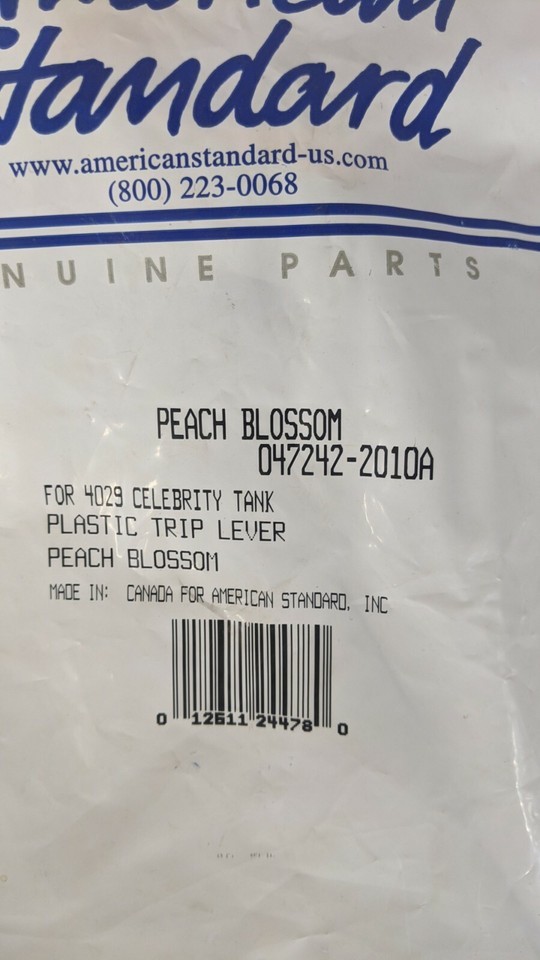 American
Standard
www.americanstandard-us.com
(800) 223-0068
NUINE PARTS
PEACH BLOSSOM
047242-2010A
FOR 4029 CELEBRITY TANK
PLASTIC TRIP LEVER
PEACH BLOSSOM
MADE IN: CANADA FOR AMERICAN STANDARD, INC
0 12611 24478 0